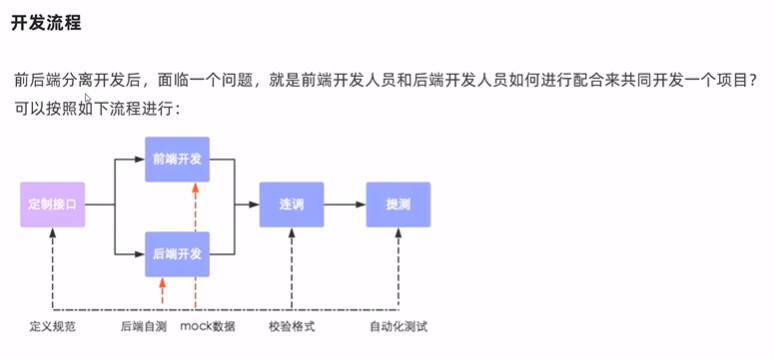 开发流程
前后端分离开发后，面临一个问题，就是前端开发人员和后端开发人员如何进行配合来共同开发一个项目？
可以按照如下流程进行：
前端开发
定制接口
连调
提测
后端开发
定义规范
后端自测
mock数据
校验格式
自动化测试